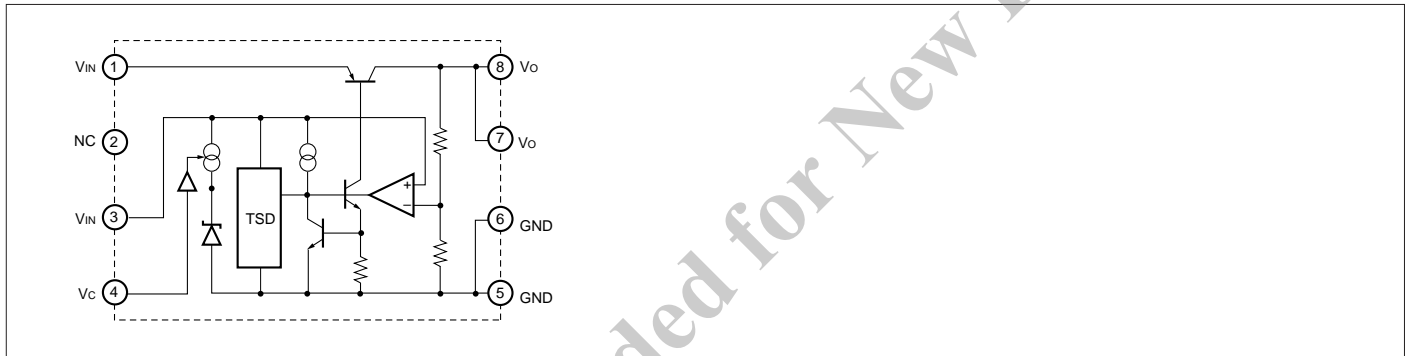 VIN 1
8 VO
NC 2
7 VO
+
−
VIN 3
TSD
6 GND
VC 4
5 GND
ded for New